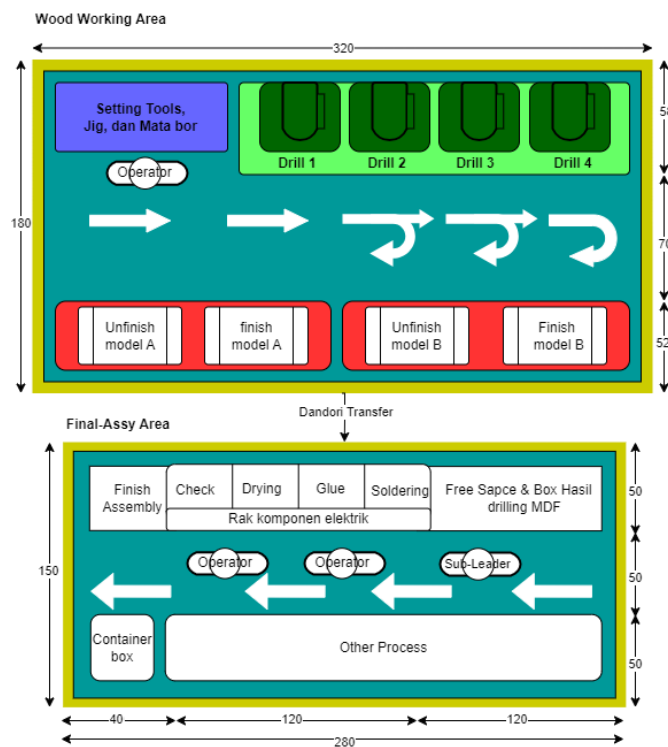 Wood Working Area
320
180
58
70
52
Setting Tools,
Jig, dan Mata bor
Drill 1
Drill 2
Drill 3
Drill 4
Operator
Unfinish
model A
finish
model A
Unfinish
model B
Finish
model B
Dandori Transfer
Final-Assy Area
150
50
50
50
Finish
Assembly
Check
Drying
Glue
Soldering
Rak komponen elektrik
Free Sapce & Box Hasil
drilling MDF
Operator
Operator
Sub-Leader
Container
box
Other Process
40
120
120
280